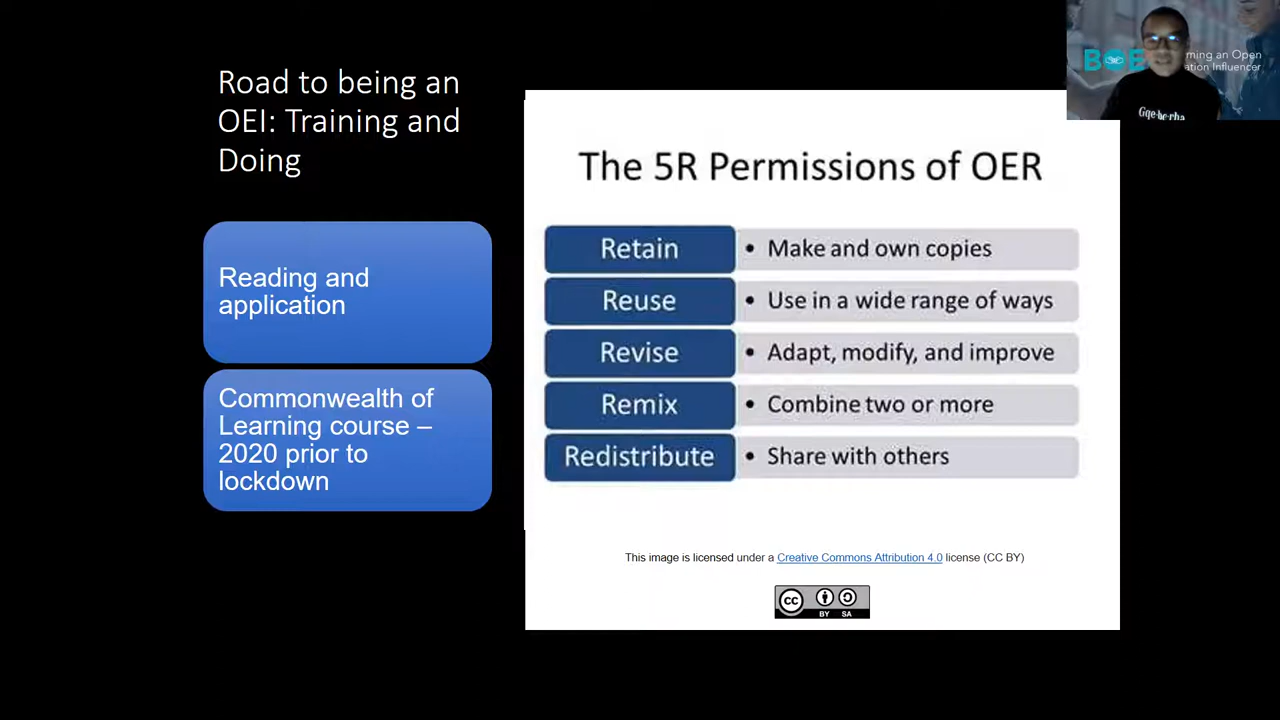 Road to being an
OEI: Training and
Doing
Reading and
application
Commonwealth of
Learning course –
2020 prior to
lockdown
The 5R Permissions of OER
Retain
• Make and own copies
Reuse
• Use in a wide range of ways
Revise
• Adapt, modify, and improve
Remix
• Combine two or more
Redistribute
• Share with others
This image is licensed under a Creative Commons Attribution 4.0 license (CC BY)
cc
BY SA
an Open
Influencer